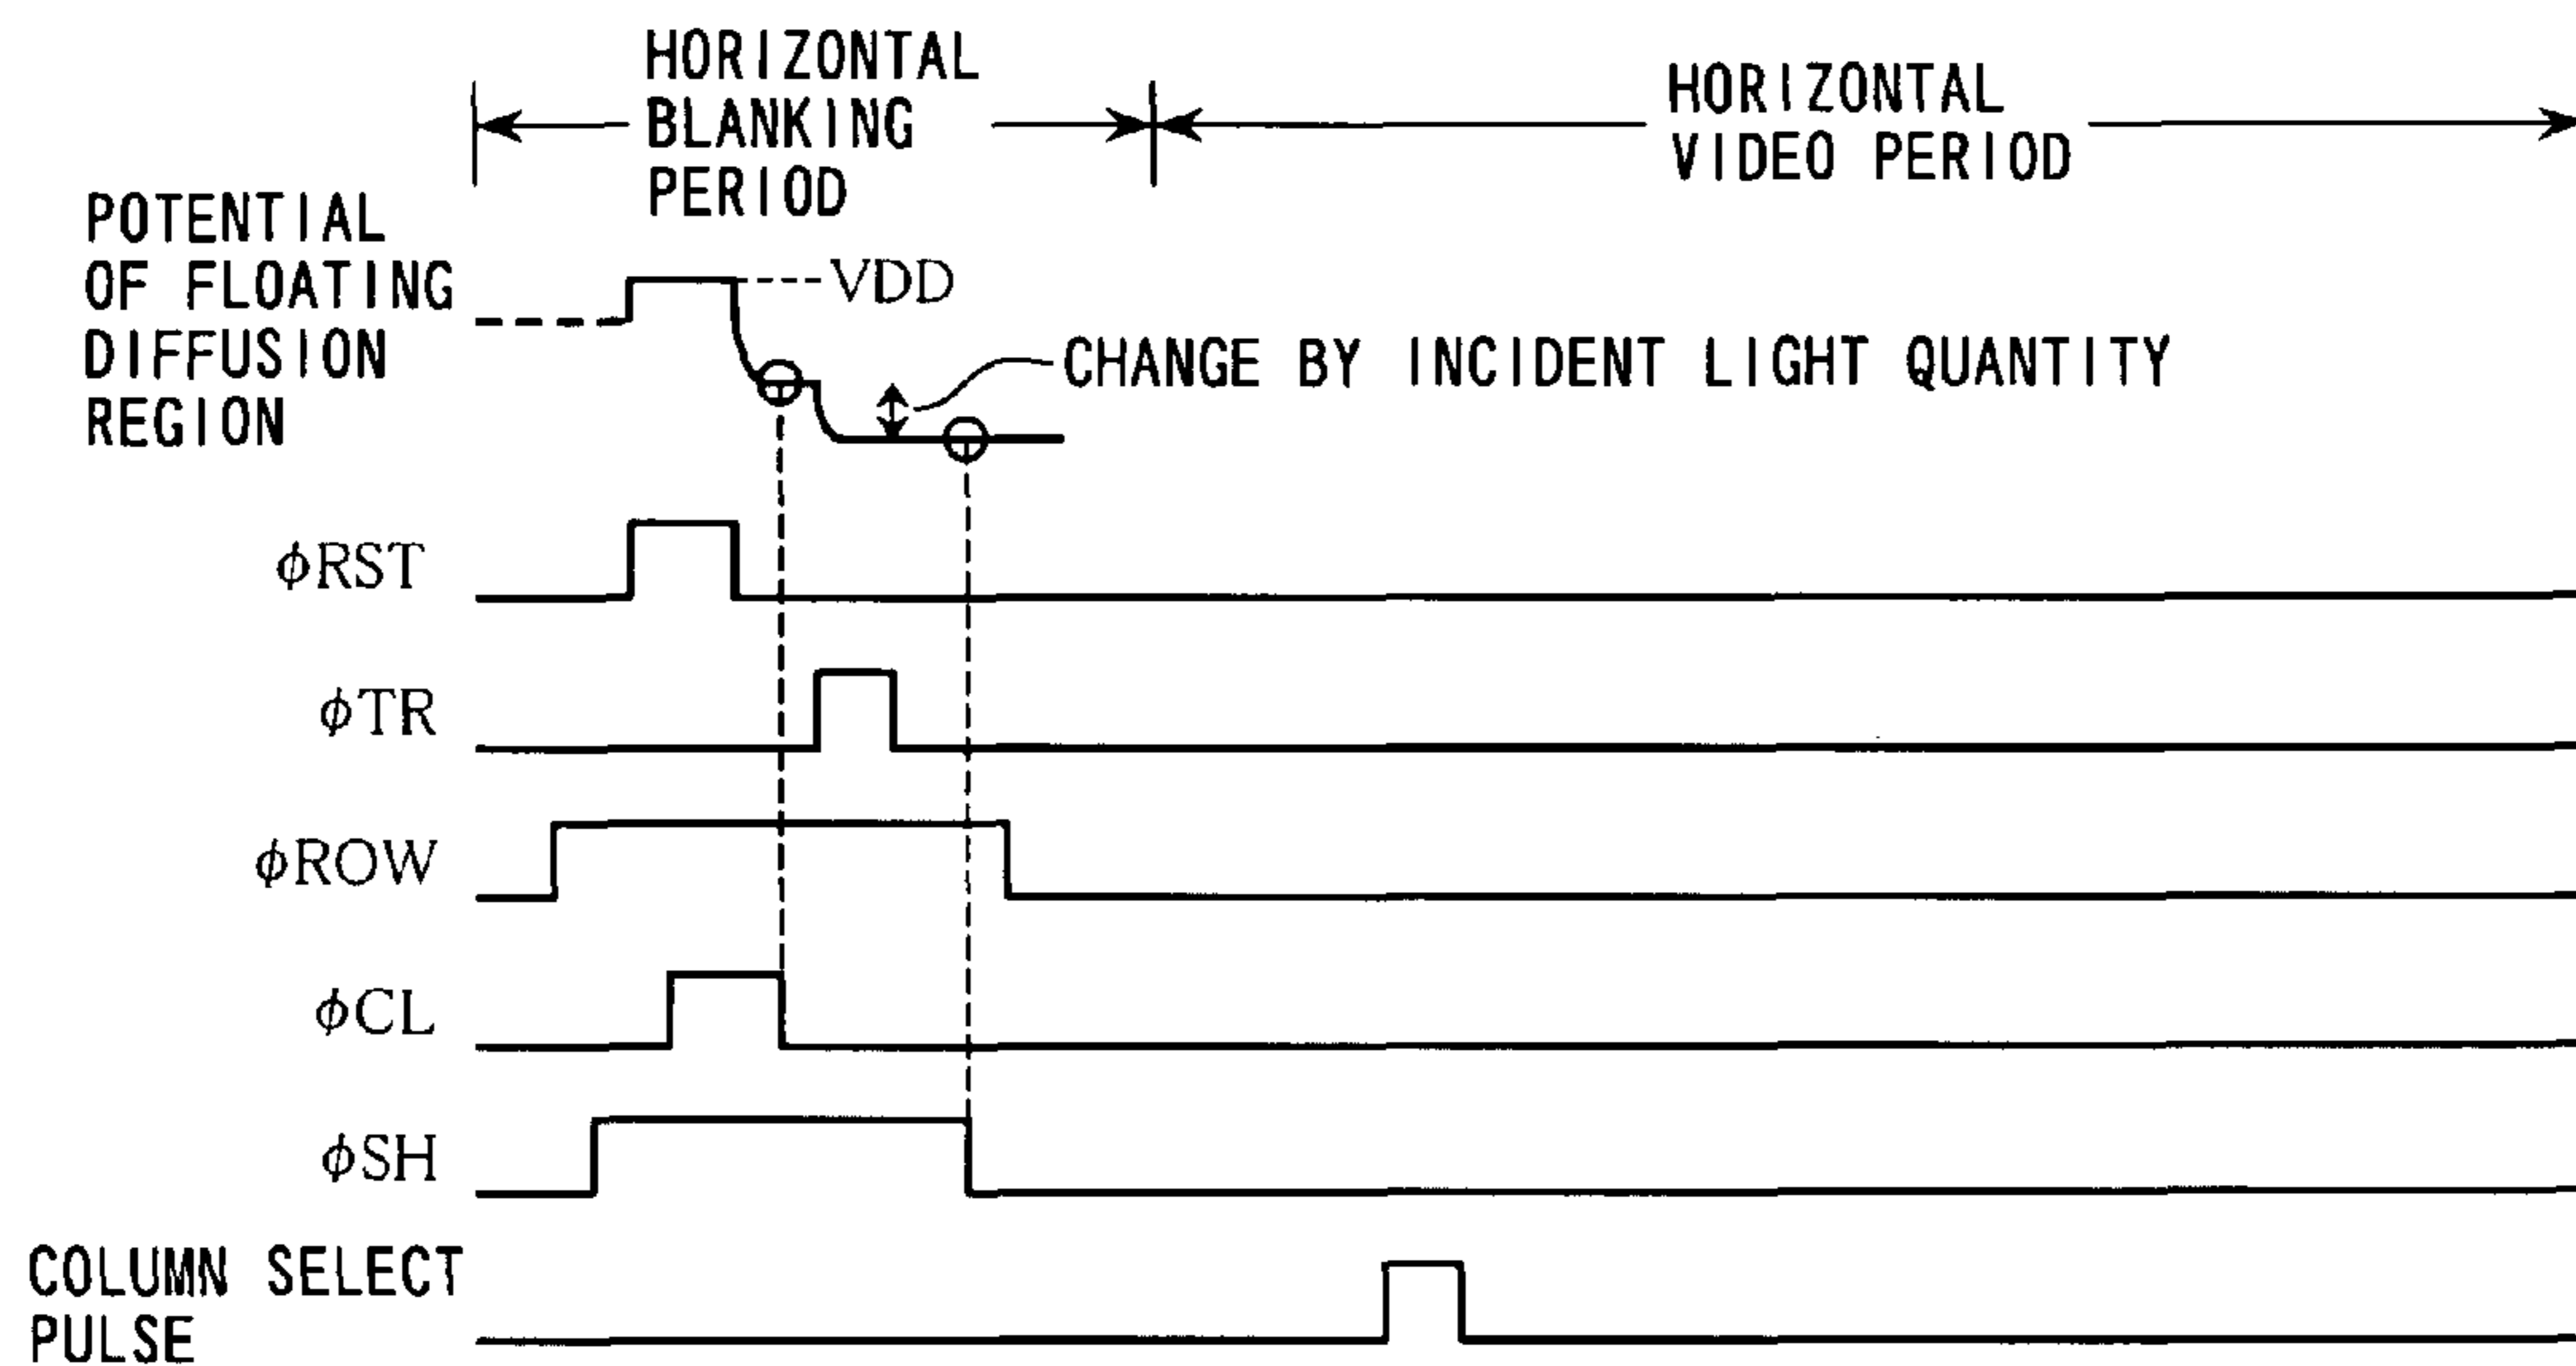 HORIZONTAL
BLANKING
PERIOD
HORIZONTAL
VIDEO PERIOD
POTENTIAL
OF FLOATING
DIFFUSION
REGION
VDD
CHANGE BY INCIDENT LIGHT QUANTITY
φRST
φTR
φROW
φCL
φSH
COLUMN SELECT
PULSE